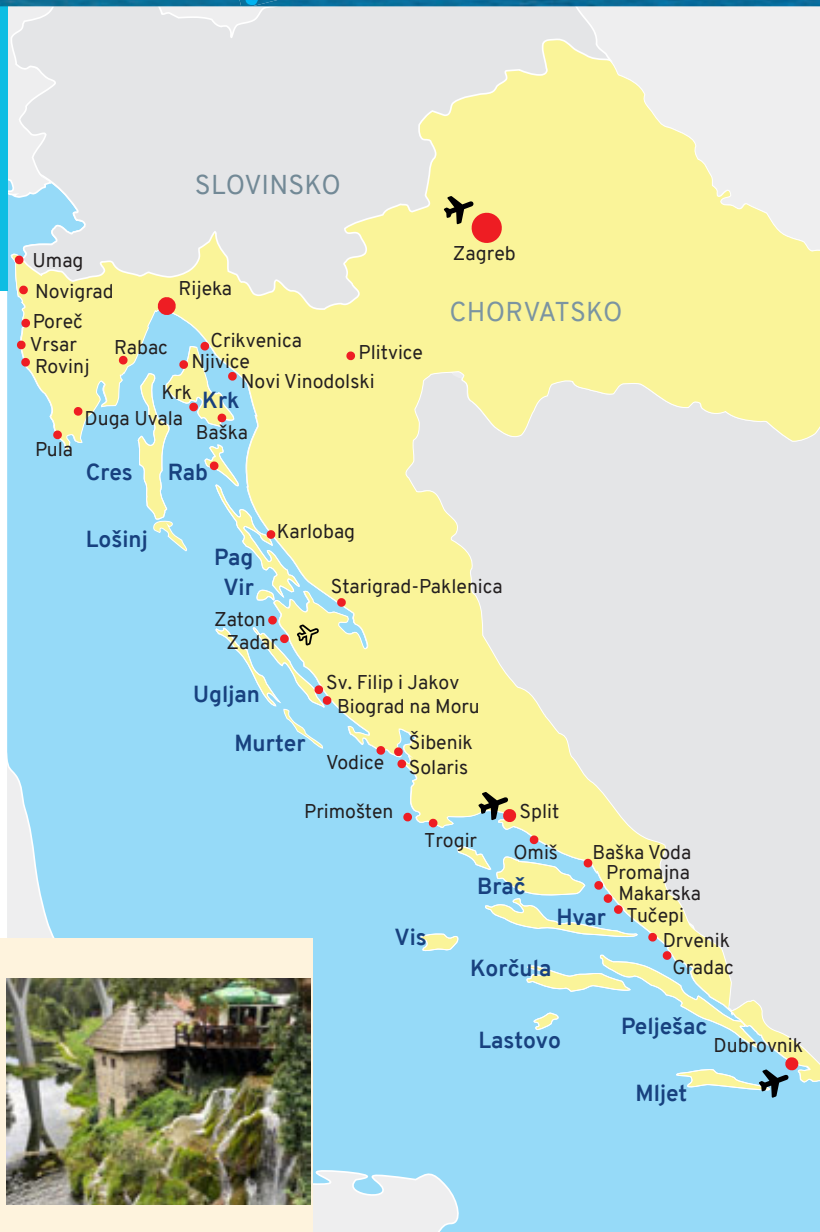 SLOVINSKO
Zagreb
CHORVATSKO
Umag
Novigrad
Rijeka
Poreč
Vrsar
Rovinj
Rabac
Crikvenica
Njivice
Plitvice
Novi Vinodolski
Krk
Krk
Duga Uvala
Baška
Pula
Cres
Rab
Lošinj
Karlobag
Pag
Vir
Starigrad-Paklenica
Zaton
Zadar
Sv. Filip i Jakov
Ugljan
Biograd na Moru
Murter
Šibenik
Vodice
Solaris
Primošten
Split
Trogir
Omiš
Baška Voda
Promajna
Brač
Makarska
Hvar
Tučepi
Vis
Drvenik
Korčula
Gradac
Pelješac
Lastovo
Dubrovnik
Mljet